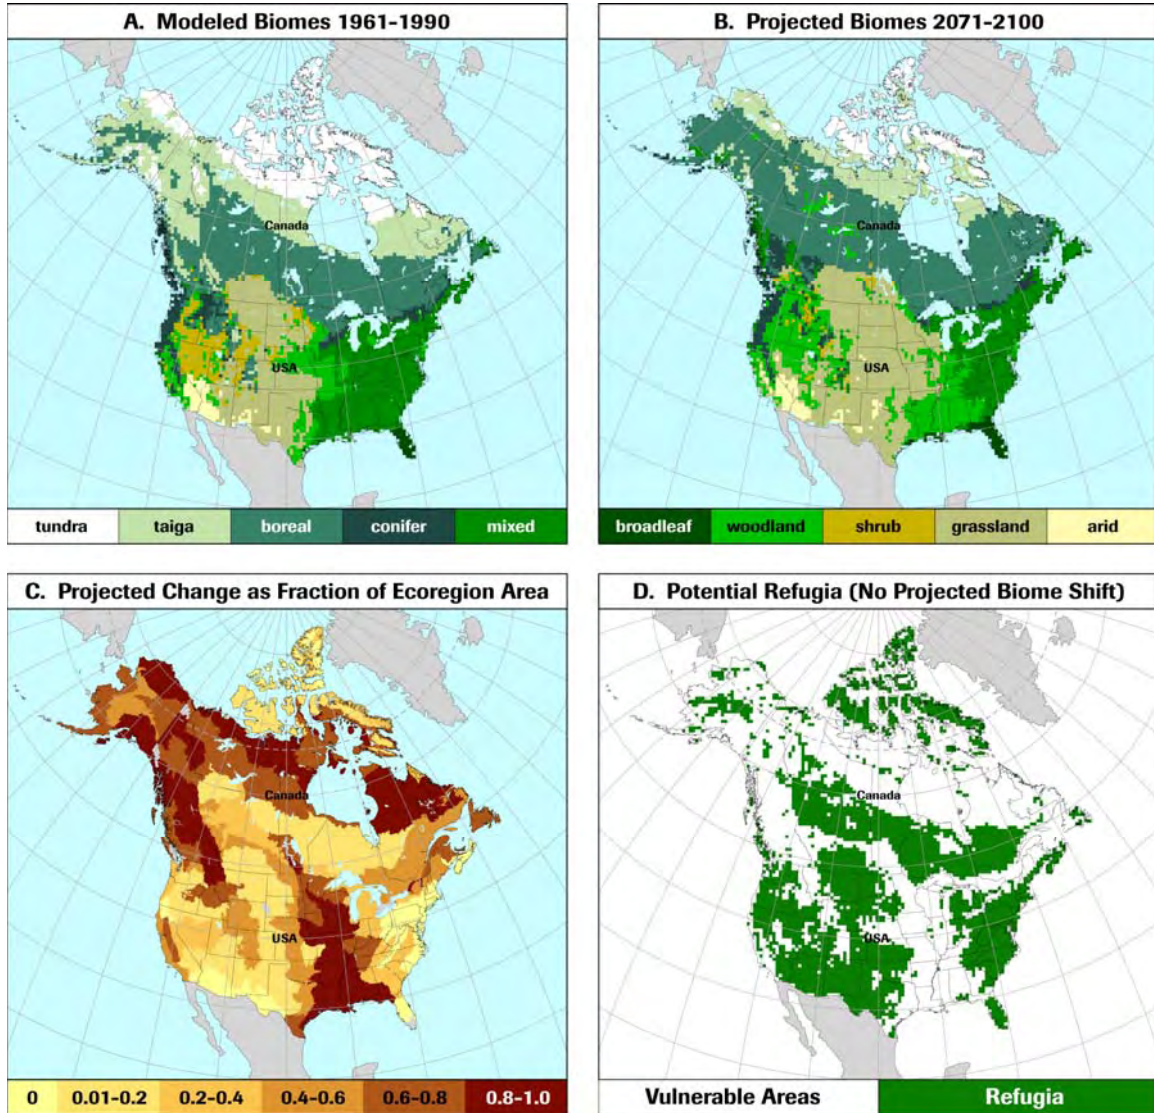 A. Modeled Biomes 1961-1990
B. Projected Biomes 2071-2100
Canada
USA
Canada
USA
tundra taiga boreal conifer mixed
broadleaf woodland shrub grassland arid
C. Projected Change as Fraction of Ecoregion Area
D. Potential Refugia (No Projected Biome Shift)
Canada
USA
Canada
USA
0 0.01-0.2 0.2-0.4 0.4-0.6 0.6-0.8 0.8-1.0
Vulnerable Areas Refugia